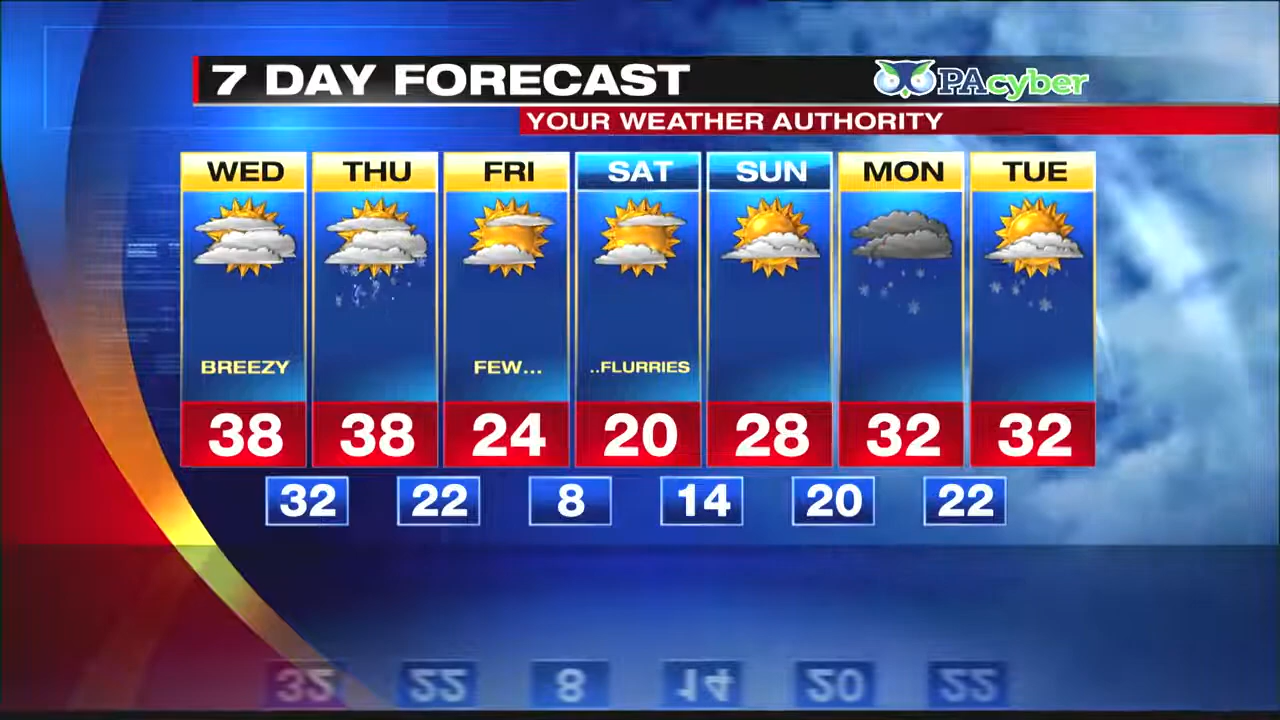 7 DAY FORECAST
PAcyber
YOUR WEATHER AUTHORITY
WED THU FRI SAT SUN MON TUE
BREEZY FEW... ..FLURRIES
38 38 24 20 28 32 32
32 22 8 14 20 22